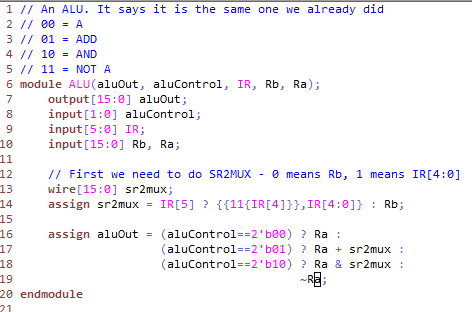 1 // An ALU. It says it is the same one we already did
2 // 00 = A
3 // 01 = ADD
4 // 10 = AND
5 // 11 = NOT A
6 module ALU(aluOut, aluControl, IR, Rb, Ra);
7     output[15:0] aluOut;
8     input[1:0] aluControl;
9     input[5:0] IR;
10     input[15:0] Rb, Ra;
11
12     // First we need to do SR2MUX - 0 means Rb, 1 means IR[4:0]
13     wire[15:0] sr2mux;
14     assign sr2mux = IR[5] ? {{11{IR[4]}},IR[4:0]} : Rb;
15
16     assign aluOut = (aluControl==2'b00) ? Ra :
17                     (aluControl==2'b01) ? Ra + sr2mux :
18                     (aluControl==2'b10) ? Ra & sr2mux :
19                                         ~Ra;
20 endmodule
21